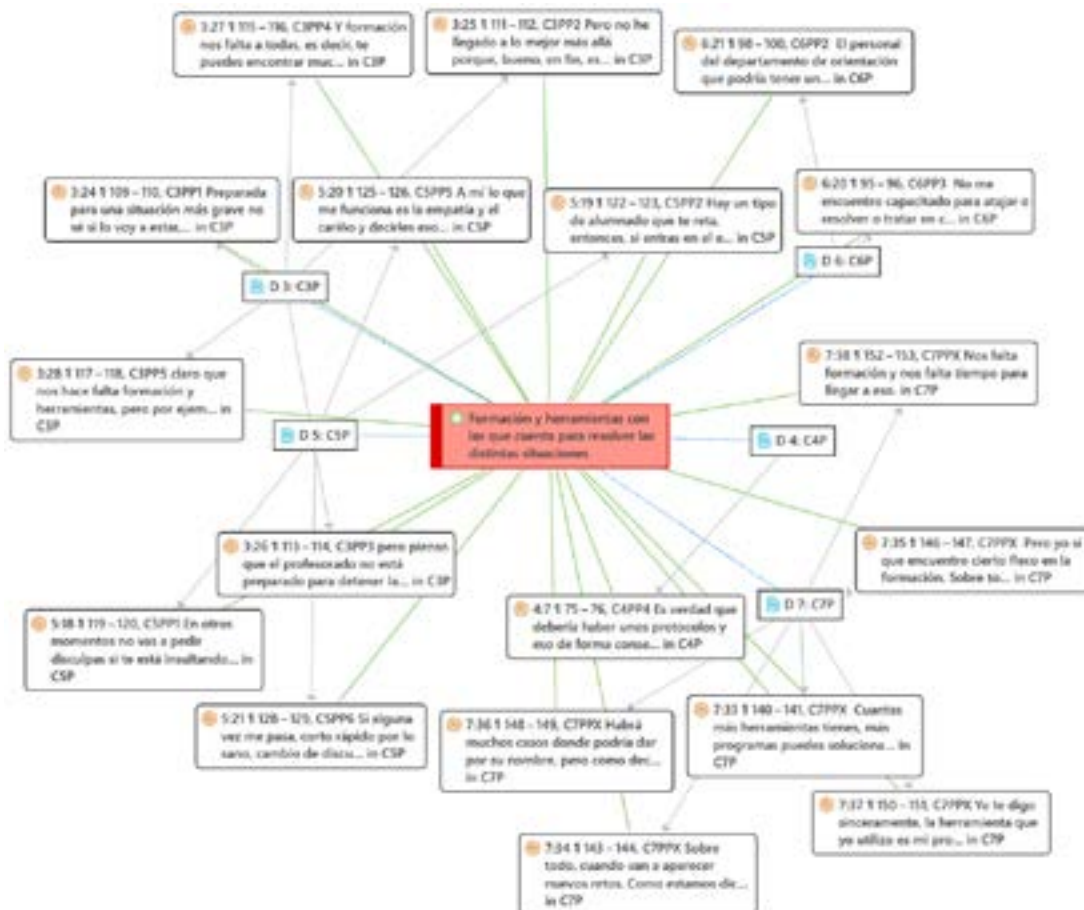 3:27 ¶ 115 – 116, C3PP4 Y formación
nos falta a todas, es decir, te
puedes encontrar muc... in C3P
3:25 ¶ 111 – 112, C3PP2 Pero no he
llegado a lo mejor más allá
porque, bueno, en fin, es... in C3P
6:21 ¶ 98 – 100, C6PP2 El personal
del departamento de orientación
que podría tener un... in C6P
3:24 ¶ 109 – 110, C3PP1 Preparada
para una situación más grave no
sé si lo voy a estar... in C3P
5:20 ¶ 125 – 126, C5PP5 A mí lo que
me funciona es la empatía y el
cariño y decirles eso... in C5P
5:19 ¶ 122 – 123, C5PP2 Hay un tipo
de alumnado que te reta,
entonces, si entras en el e... in C5P
6:20 ¶ 95 – 96, C6PP3 No me
encuentro capacitado para atajar o
resolver o tratar en c... in C6P
D 3: C3P
D 6: C6P
3:28 ¶ 117 – 118, C3PP5 claro que
nos hace falta formación y
herramientas, pero por ejem... in
C3P
7:38 ¶ 152 – 153, C7PPX Nos falta
formación y nos falta tiempo para
llegar a eso. in C7P
Formación y herramientas con
las que cuento para resolver las
distintas situaciones
D 5: C5P
D 4: C4P
3:26 ¶ 113 – 114, C3PP3 pero pienso
que el profesorado no está
preparado para detener la... in C3P
7:35 ¶ 146 – 147, C7PPX Pero yo sí
que encuentro cierto flaco en la
formación. Sobre to... in C7P
D 7: C7P
5:18 ¶ 119 – 120, C5PP1 En otros
momentos no vas a pedir
disculpas si te está insultando... in
C5P
4:7 ¶ 75 – 76, C4PP4 Es verdad que
debería haber unos protocolos y
eso de forma conse... in C4P
5:21 ¶ 128 – 129, C5PP6 Si alguna
vez me pasa, corto rápido por lo
sano, cambio de discu... in C5P
7:36 ¶ 148 – 149, C7PPX Habrá
muchos casos donde podría dar
por su nombre, pero como dec...
in C7P
7:33 ¶ 140 – 141, C7PPX Cuantas
más herramientas tienes, más
programas puedes soluciona... in
C7P
7:37 ¶ 150 – 151, C7PPX Yo te digo
sinceramente, la herramienta que
yo utilizo es mi pro... in C7P
7:34 ¶ 143 – 144, C7PPX Sobre
todo, cuando van a aparecer
nuevos retos. Como estamos dic...
in C7P